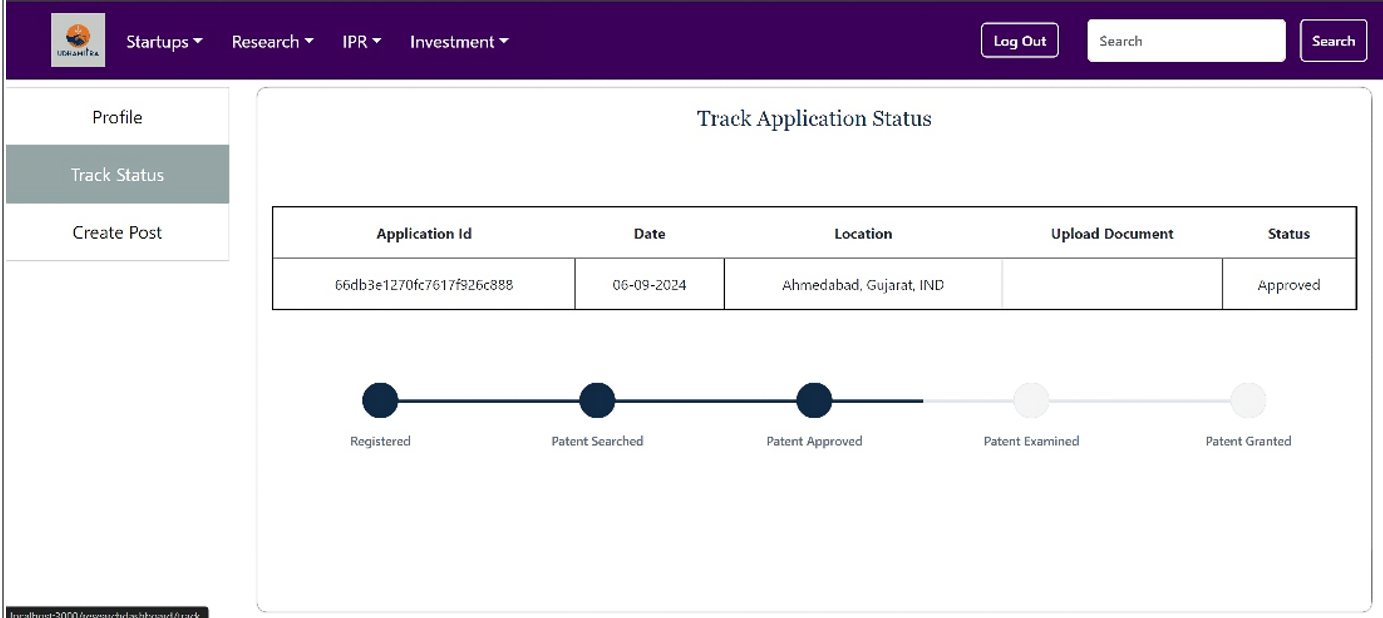 UDHAMITRA
Startups Research IPR Investment Log Out Search Search
Profile
Track Status
Create Post
Track Application Status
Application Id Date Location Upload Document Status
66db3e1270fc7617f926c888 06-09-2024 Ahmedabad, Gujarat, IND Approved
Registered Patent Searched Patent Approved Patent Examined Patent Granted
localhost:3000/researchdashboard/track